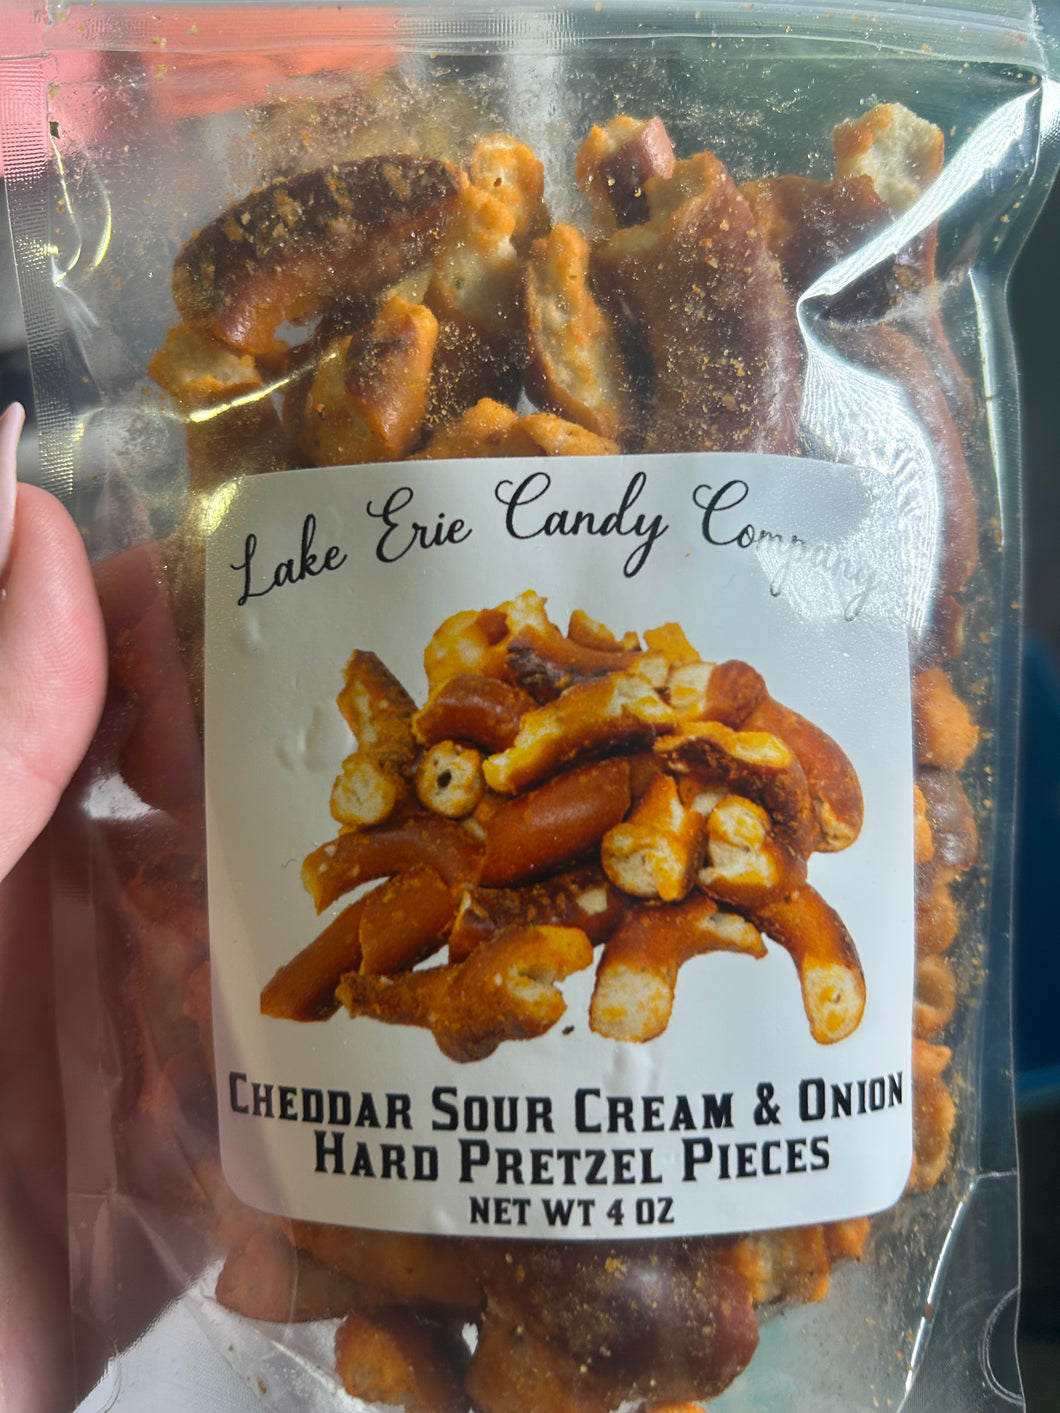 Lake Erie Candy Company
Cheddar Sour Cream & Onion
Hard Pretzel Pieces
NET WT 4 OZ